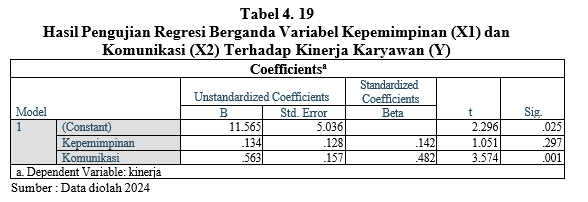 Tabel 4. 19
Hasil Pengujian Regresi Berganda Variabel Kepemimpinan (X1) dan
Komunikasi (X2) Terhadap Kinerja Karyawan (Y)
Coefficientsᵃ
Model Unstandardized Coefficients Standardized Coefficients t Sig.
B Std. Error Beta
1 (Constant) 11.565 5.036 2.296 .025
Kepemimpinan .134 .128 .142 1.051 .297
Komunikasi .563 .157 .482 3.574 .001
a. Dependent Variable: kinerja
Sumber : Data diolah 2024